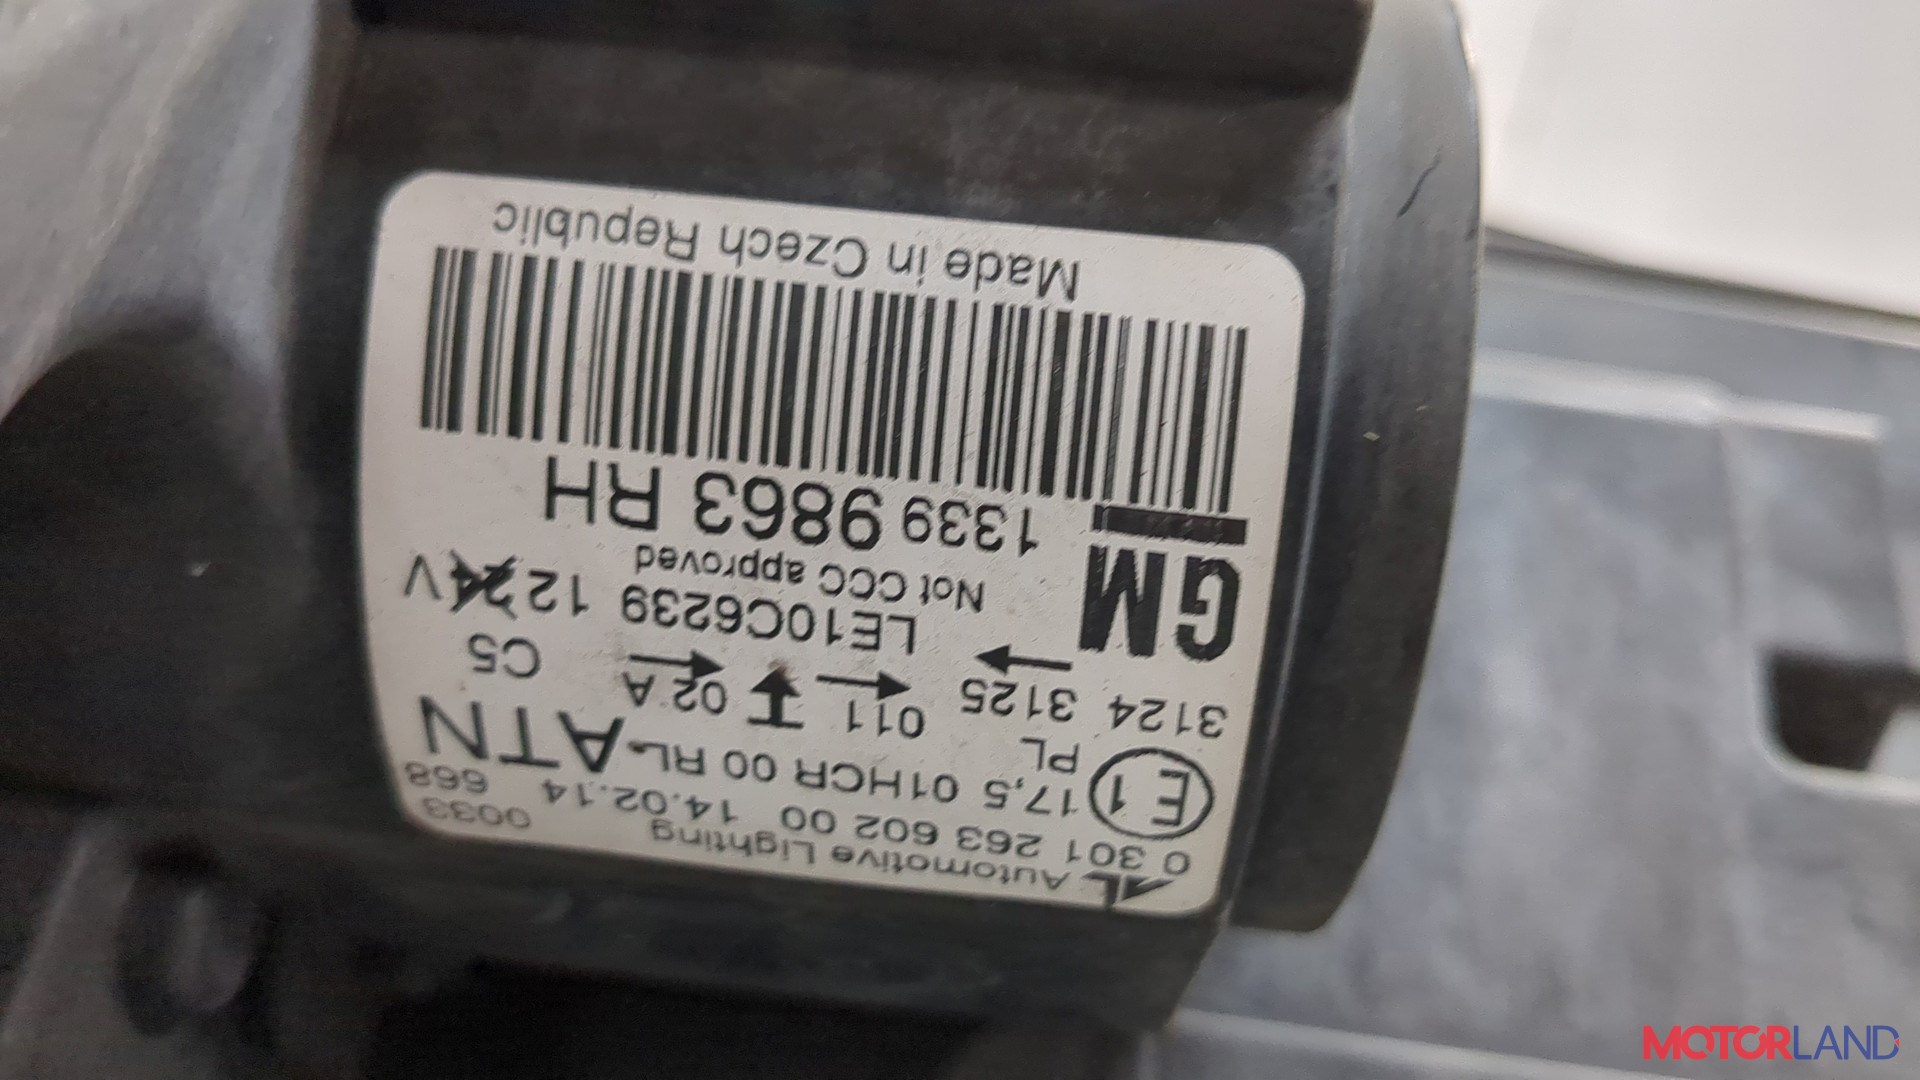 AL Automotive Lighting 0033
0 301 263 602 00 14.02.14 668
E1 17,5 01HCR 00 RL ATN
PL
3124 3125 011 02 A C5
GM LE10C6239 12 24 V
Not CCC approved
1339 9863 RH
Made in Czech Republic
MOTORLAND